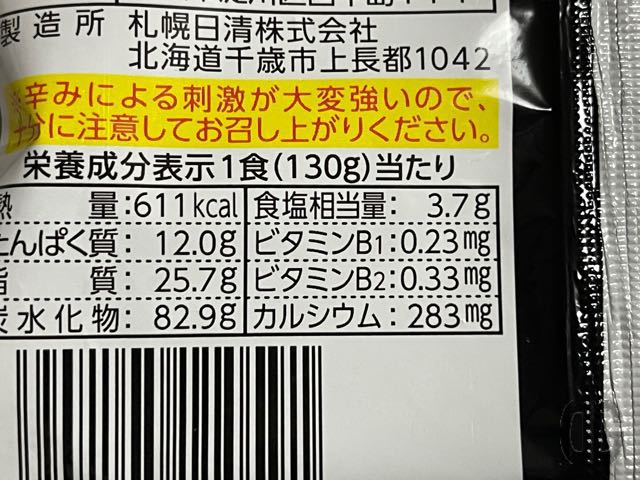 製造所 札幌日清株式会社
北海道千歳市上長都1042
※辛みによる刺激が大変強いので、
十分に注意してお召し上がりください。
栄養成分表示1食(130g)当たり
熱量:611kcal 食塩相当量:3.7g
たんぱく質:12.0g ビタミンB1:0.23mg
脂質:25.7g ビタミンB2:0.33mg
炭水化物:82.9g カルシウム:283mg